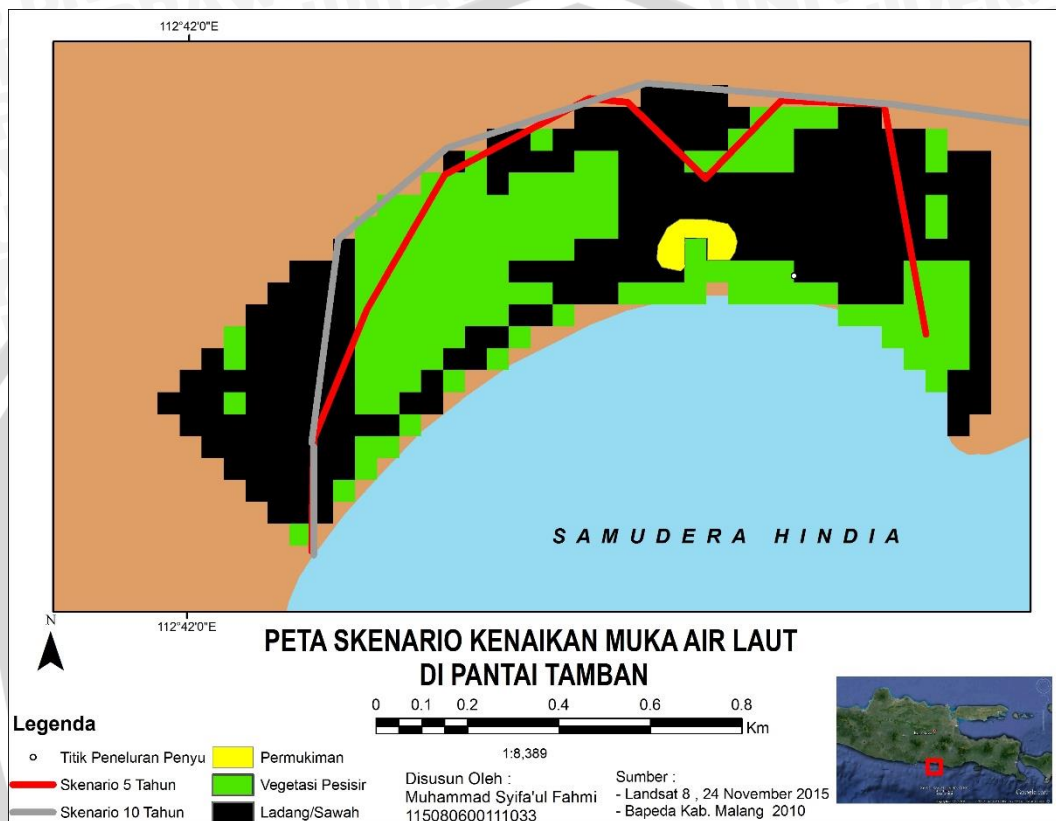 112°42'0"E
SAMUDERA HINDIA
112°42'0"E
N
PETA SKENARIO KENAIKAN MUKA AIR LAUT
DI PANTAI TAMBAN
0 0.1 0.2 0.4 0.6 0.8
Km
1:8,389
Legenda
Titik Peneluran Penyu
Skenario 5 Tahun
Skenario 10 Tahun
Permukiman
Vegetasi Pesisir
Ladang/Sawah
Disusun Oleh :
Muhammad Syifa'ul Fahmi
115080600111033
Sumber :
- Landsat 8 , 24 November 2015
- Bapeda Kab. Malang 2010